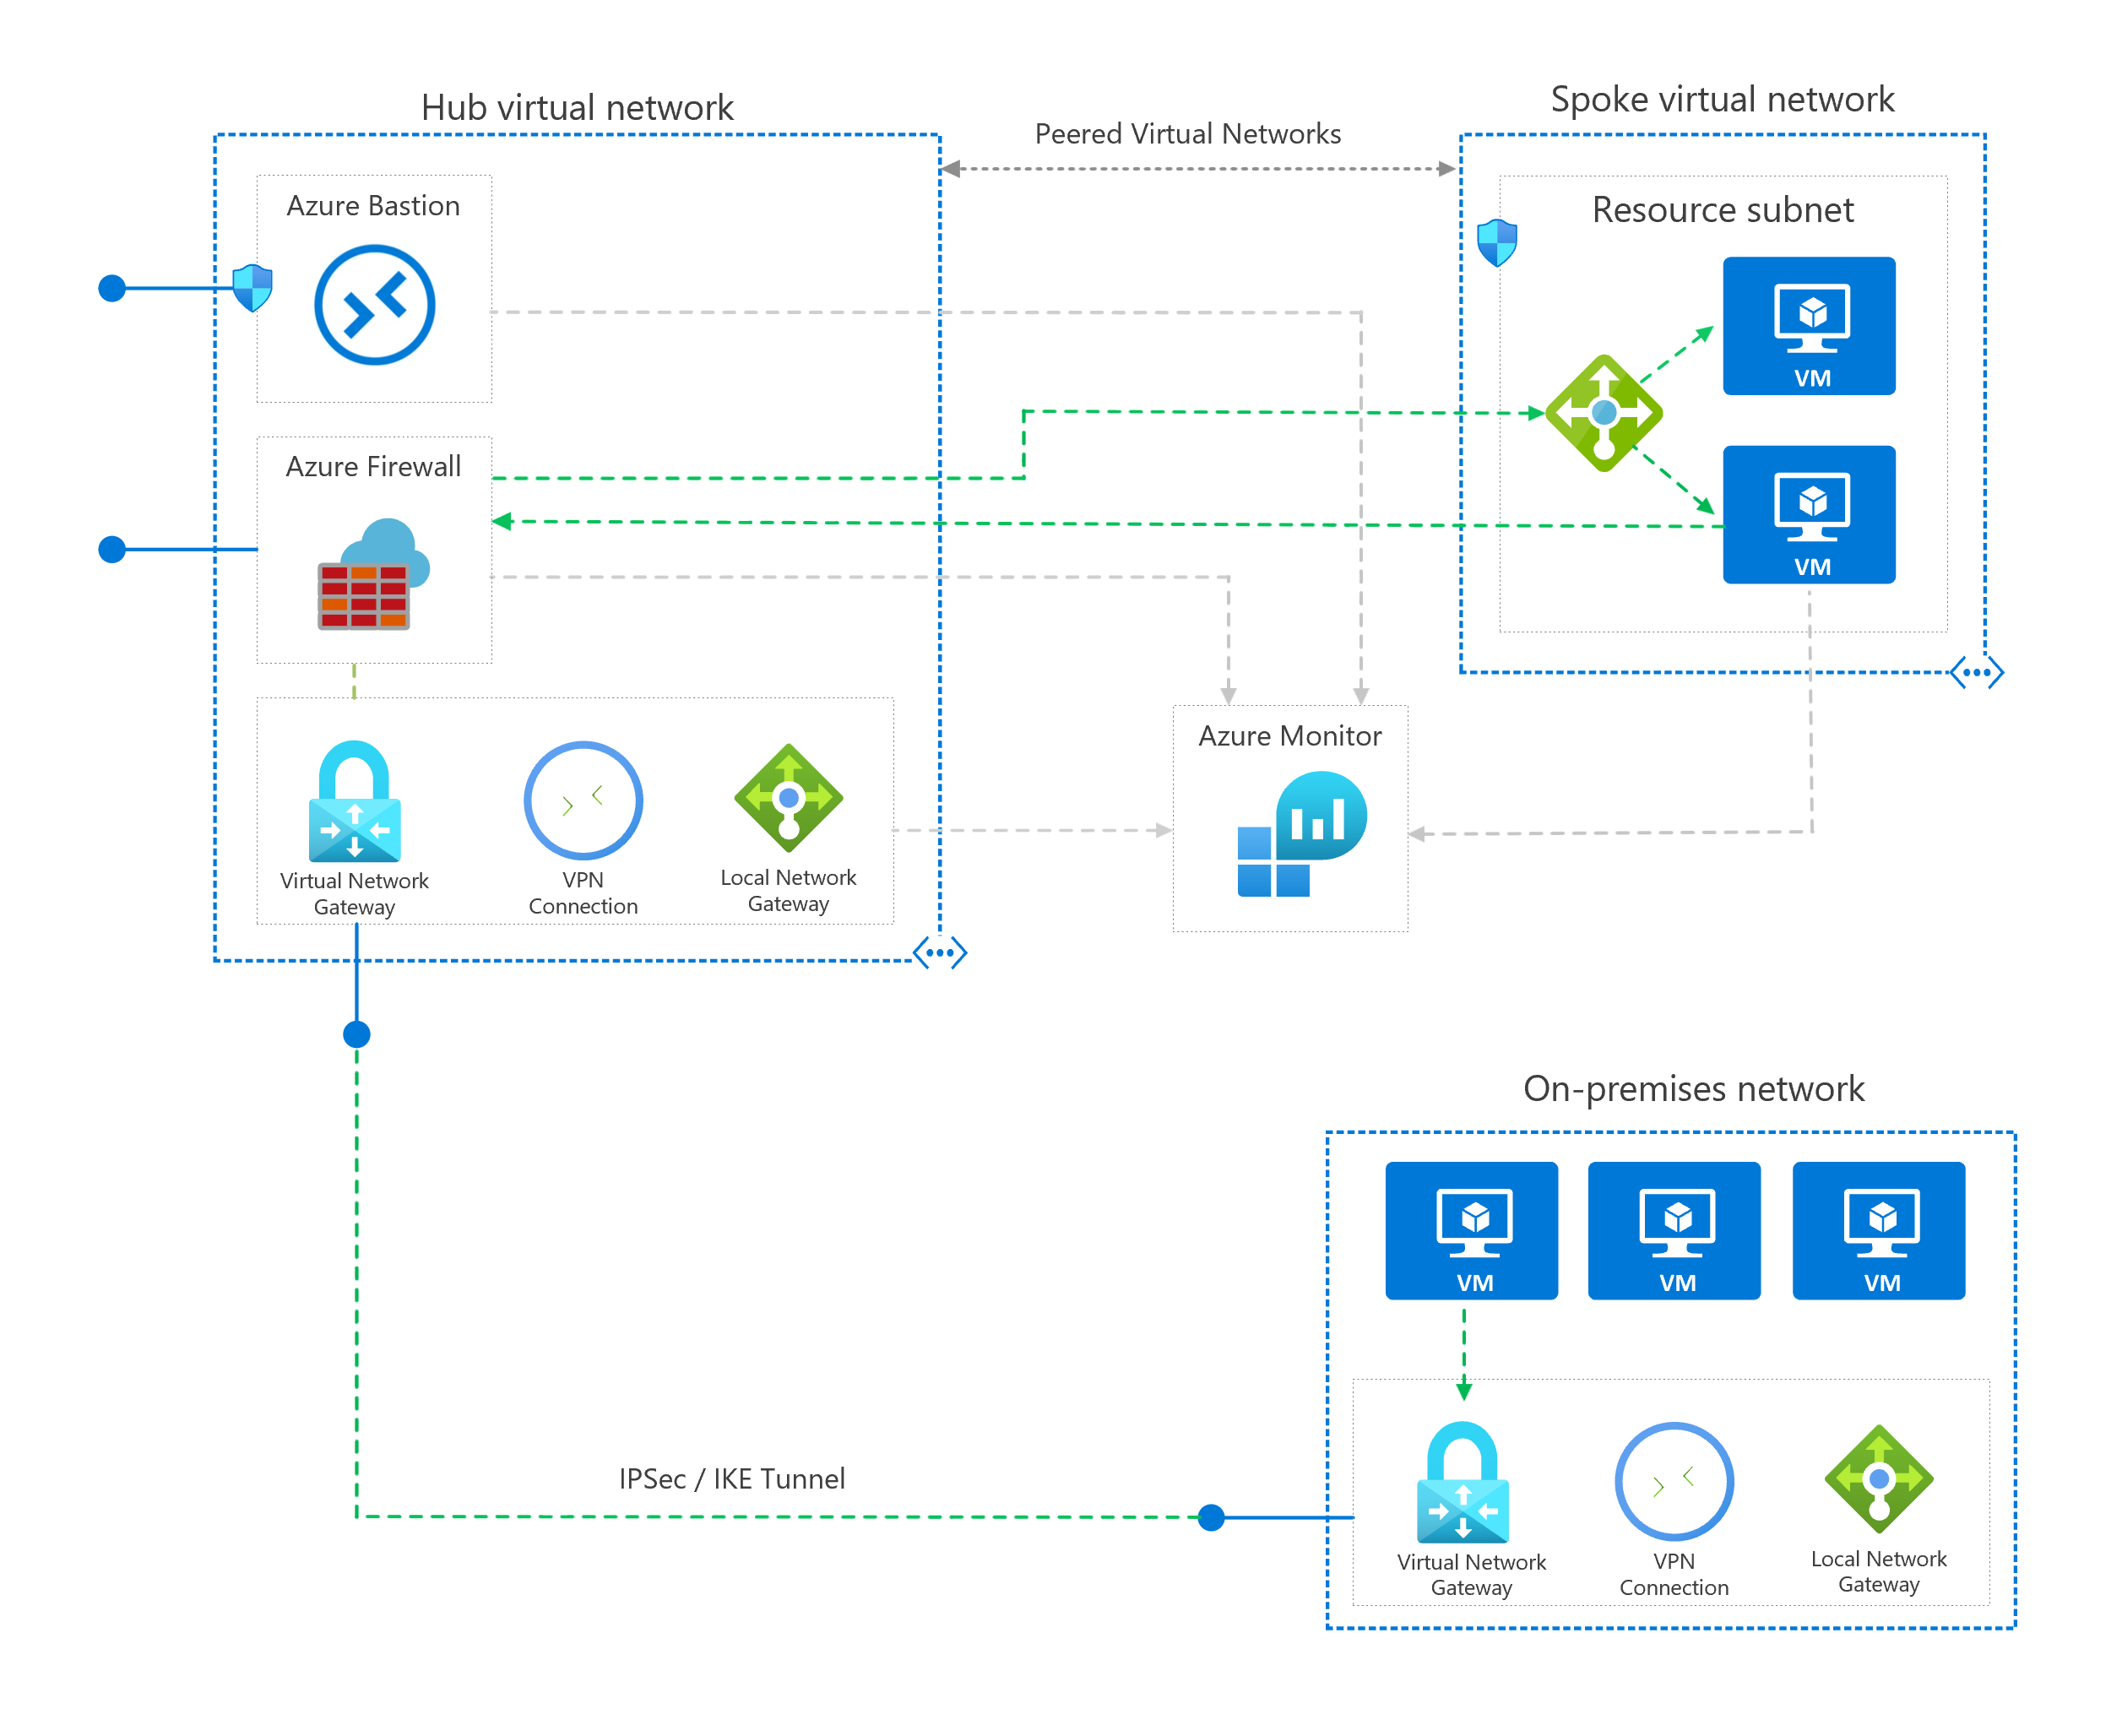 Hub virtual network
Peered Virtual Networks
Spoke virtual network
Azure Bastion
Resource subnet
VM
Azure Firewall
VM
Azure Monitor
Virtual Network
Gateway
VPN
Connection
Local Network
Gateway
On-premises network
VM
VM
VM
IPSec / IKE Tunnel
Virtual Network
Gateway
VPN
Connection
Local Network
Gateway